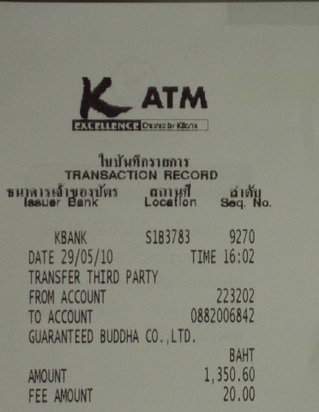 K ATM
EXCELLENCE Created by KBank
ใบบันทึกรายการ
TRANSACTION RECORD
ธนาคารเจ้าของบัตร สถานที่ ลำดับ
Issuer Bank Location Seq. No.
KBANK S1B3783 9270
DATE 29/05/10 TIME 16:02
TRANSFER THIRD PARTY
FROM ACCOUNT 223202
TO ACCOUNT 0882006842
GUARANTEED BUDDHA CO.,LTD.
BAHT
AMOUNT 1,350.60
FEE AMOUNT 20.00